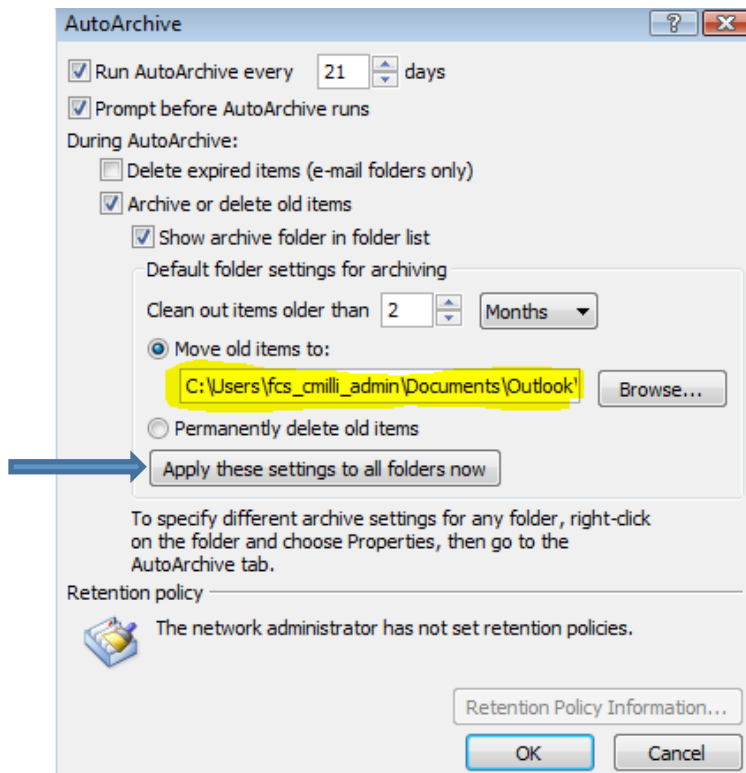 AutoArchive
Run AutoArchive every 21 days
Prompt before AutoArchive runs
During AutoArchive:
Delete expired items (e-mail folders only)
Archive or delete old items
Show archive folder in folder list
Default folder settings for archiving
Clean out items older than 2 Months
Move old items to:
C:\Users\fcs_cmilli_admin\Documents\Outlook\ Browse...
Permanently delete old items
Apply these settings to all folders now
To specify different archive settings for any folder, right-click
on the folder and choose Properties, then go to the
AutoArchive tab.
Retention policy
The network administrator has not set retention policies.
Retention Policy Information...
OK Cancel